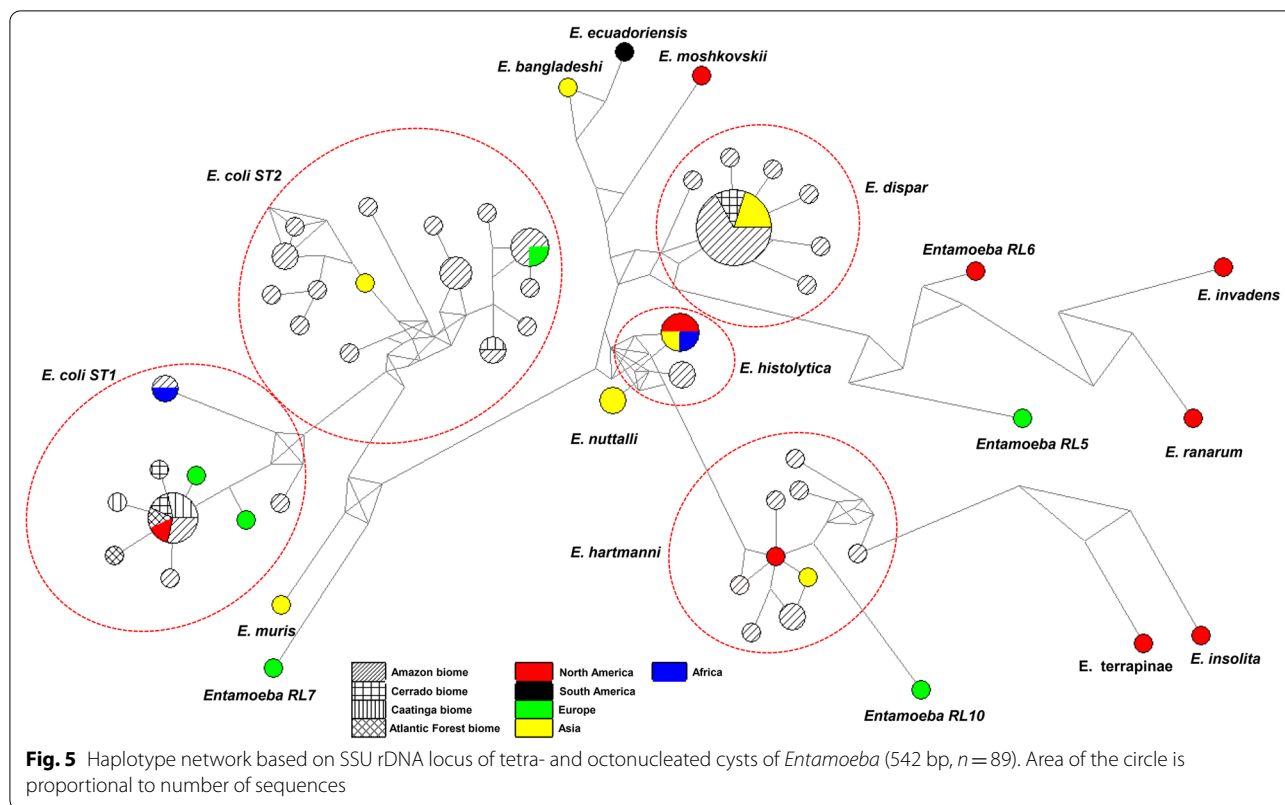 E. ecuadoriensis
E. bangladeshi
E. moshkovskii
E. coli ST2
E. dispar
Entamoeba RL6
E. invadens
E. coli ST1
E. histolytica
E. nuttalli
Entamoeba RL5
E. ranarum
E. hartmanni
E. muris
E. terrapinae
E. insolita
Entamoeba RL7
Entamoeba RL10
Amazon biome
Cerrado biome
Caatinga biome
Atlantic Forest biome
North America
South America
Europe
Asia
Africa
Fig. 5 Haplotype network based on SSU rDNA locus of tetra- and octonucleated cysts of Entamoeba (542 bp, n = 89). Area of the circle is
proportional to number of sequences